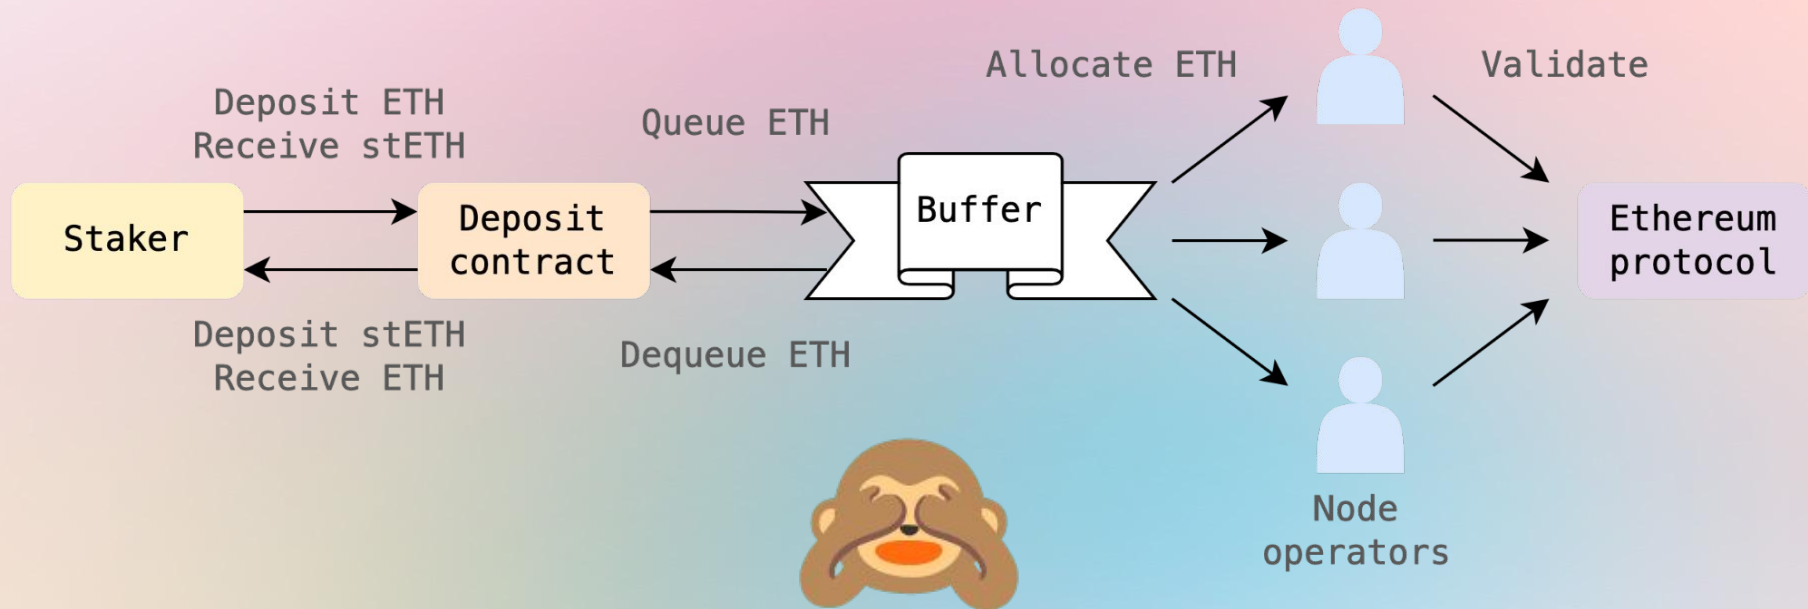 Deposit ETH
Receive stETH
Queue ETH
Allocate ETH
Validate
Staker
Deposit
contract
Buffer
Ethereum
protocol
Deposit stETH
Receive ETH
Dequeue ETH
Node
operators